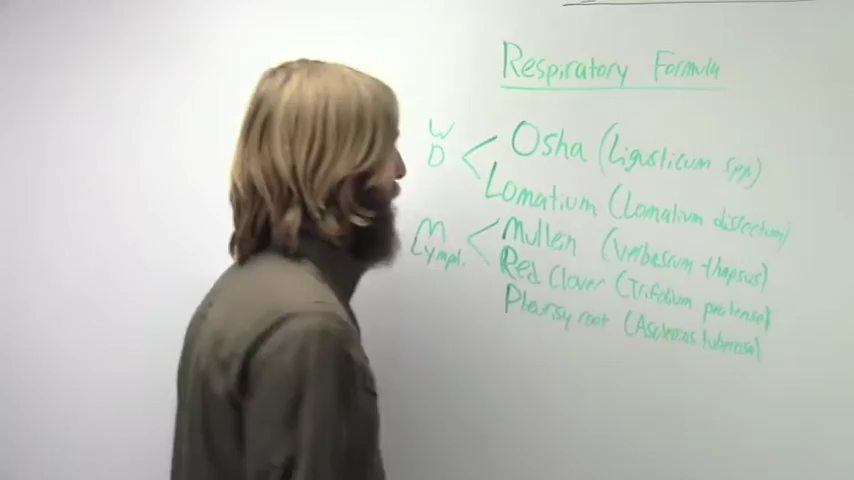 Respiratory Formula
W
D
Osha (Ligusticum spp)
Lomatium (Lomatium dissectum)
M
Lymph.
Mullein (Verbascum thapsus)
Red Clover (Trifolium pratense)
Pleurisy root (Asclepias tuberosa)